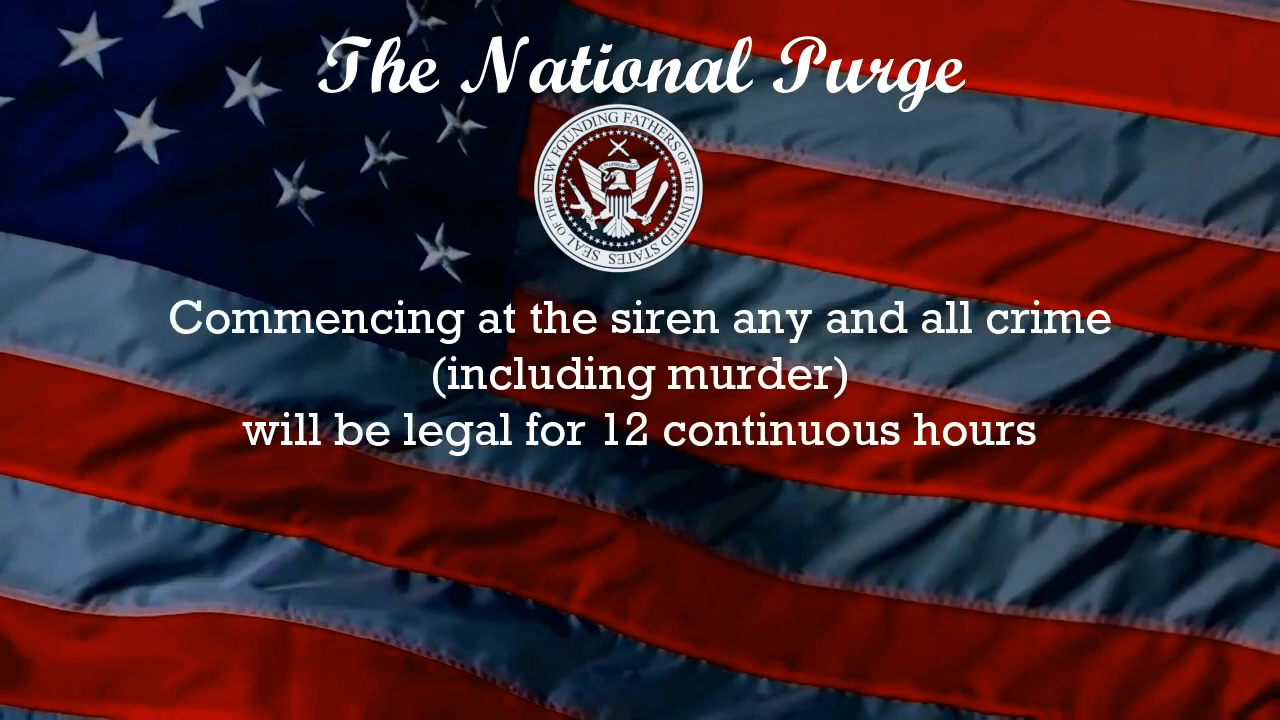 The National Purge
SEAL OF THE NEW FOUNDING FATHERS OF THE UNITED STATES
Commencing at the siren any and all crime
(including murder)
will be legal for 12 continuous hours